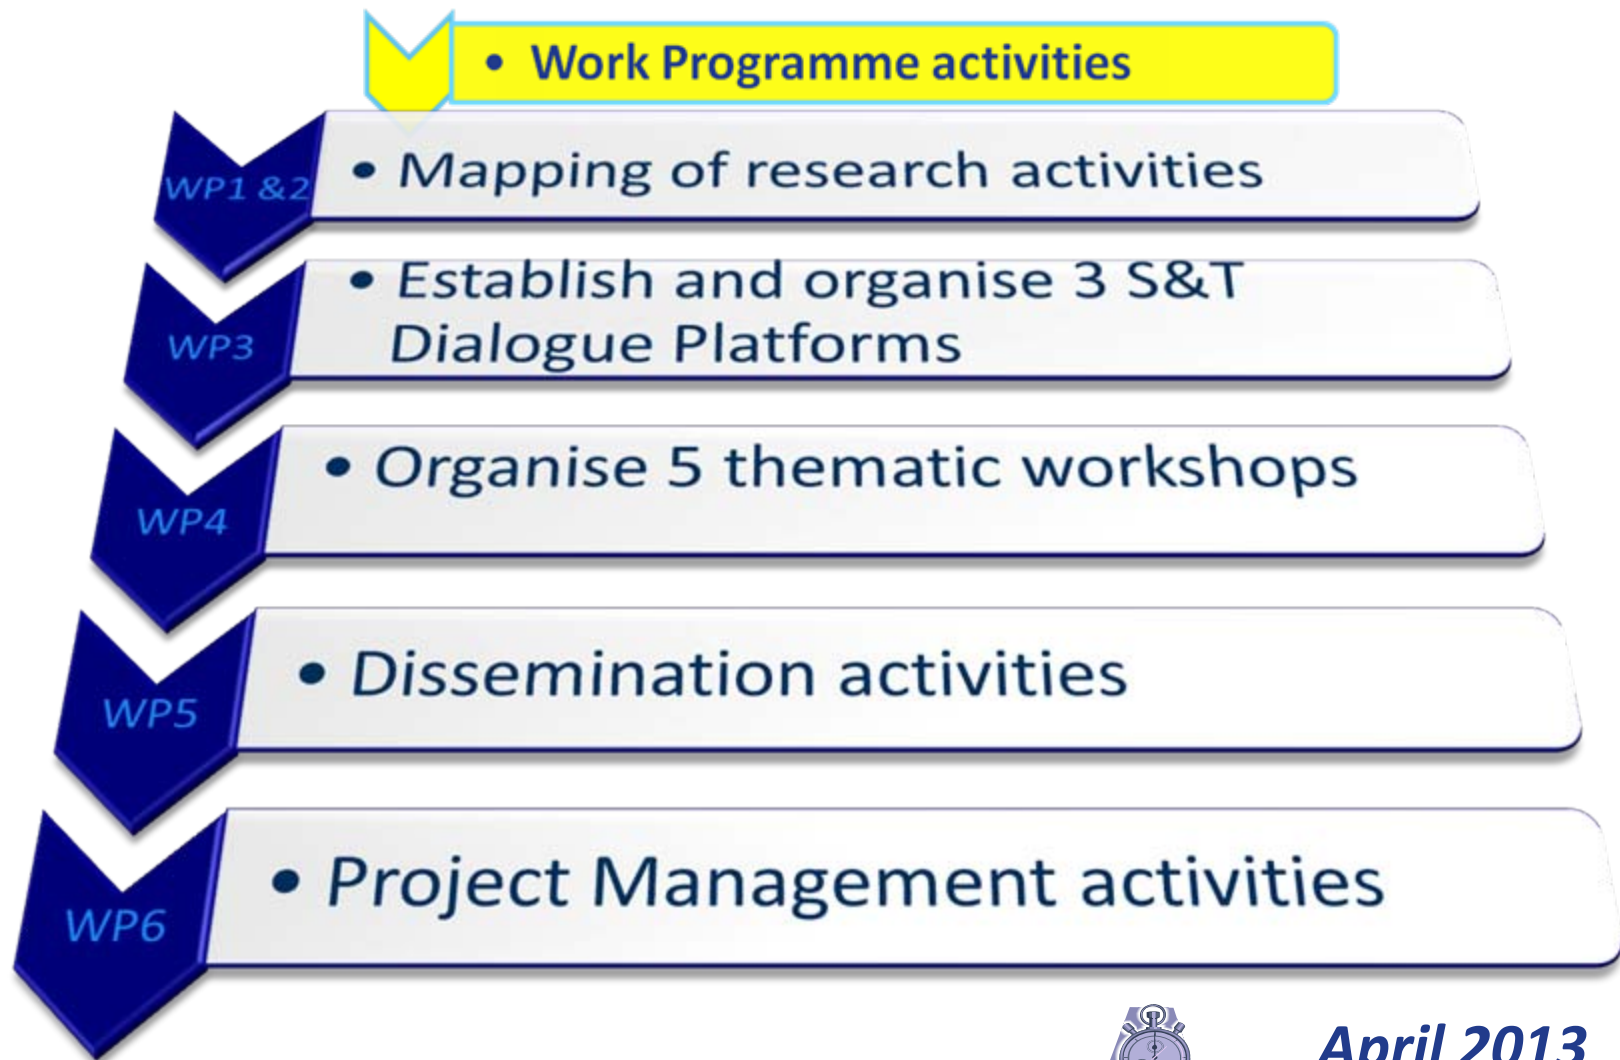 • Work Programme activities
WP1 &2
• Mapping of research activities
WP3
• Establish and organise 3 S&T
Dialogue Platforms
WP4
• Organise 5 thematic workshops
WP5
• Dissemination activities
WP6
• Project Management activities
April 2013